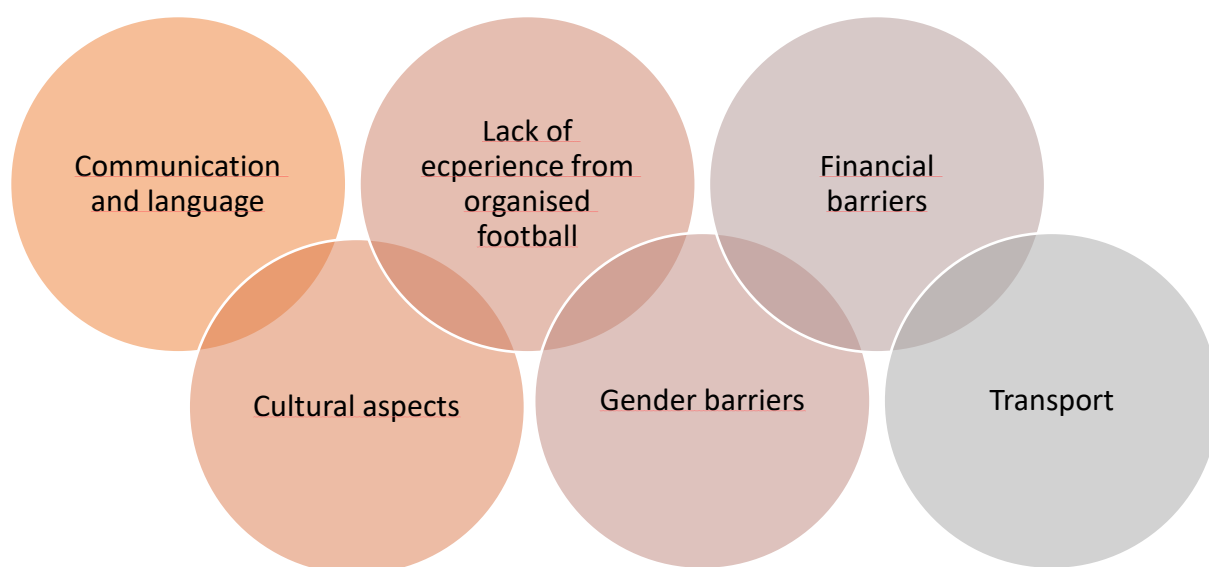 Communication
and language
Lack of
ecperience from
organised
football
Financial
barriers
Cultural aspects
Gender barriers
Transport